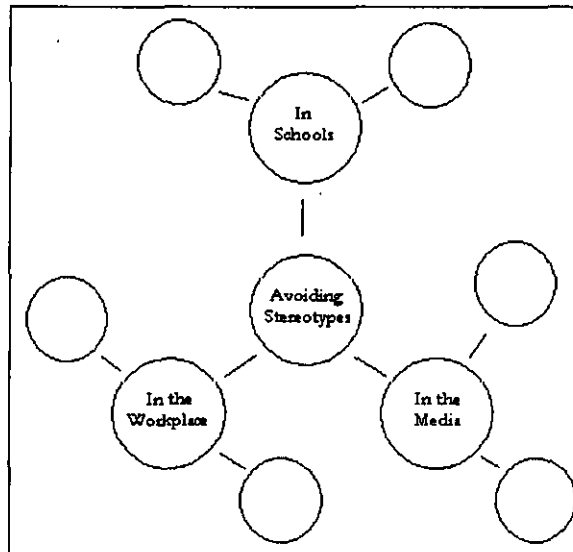 In
Schools
Avoiding
Stereotypes
In the
Workplace
In the
Media